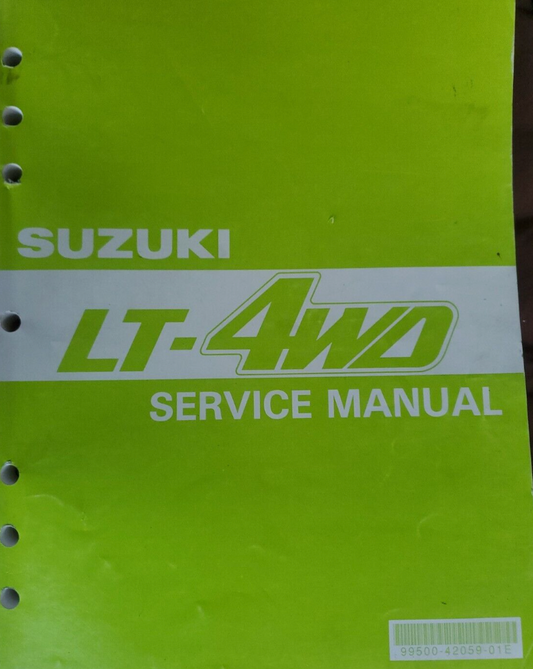 SUZUKI
LT-4WD
SERVICE MANUAL
99500-42059-01E